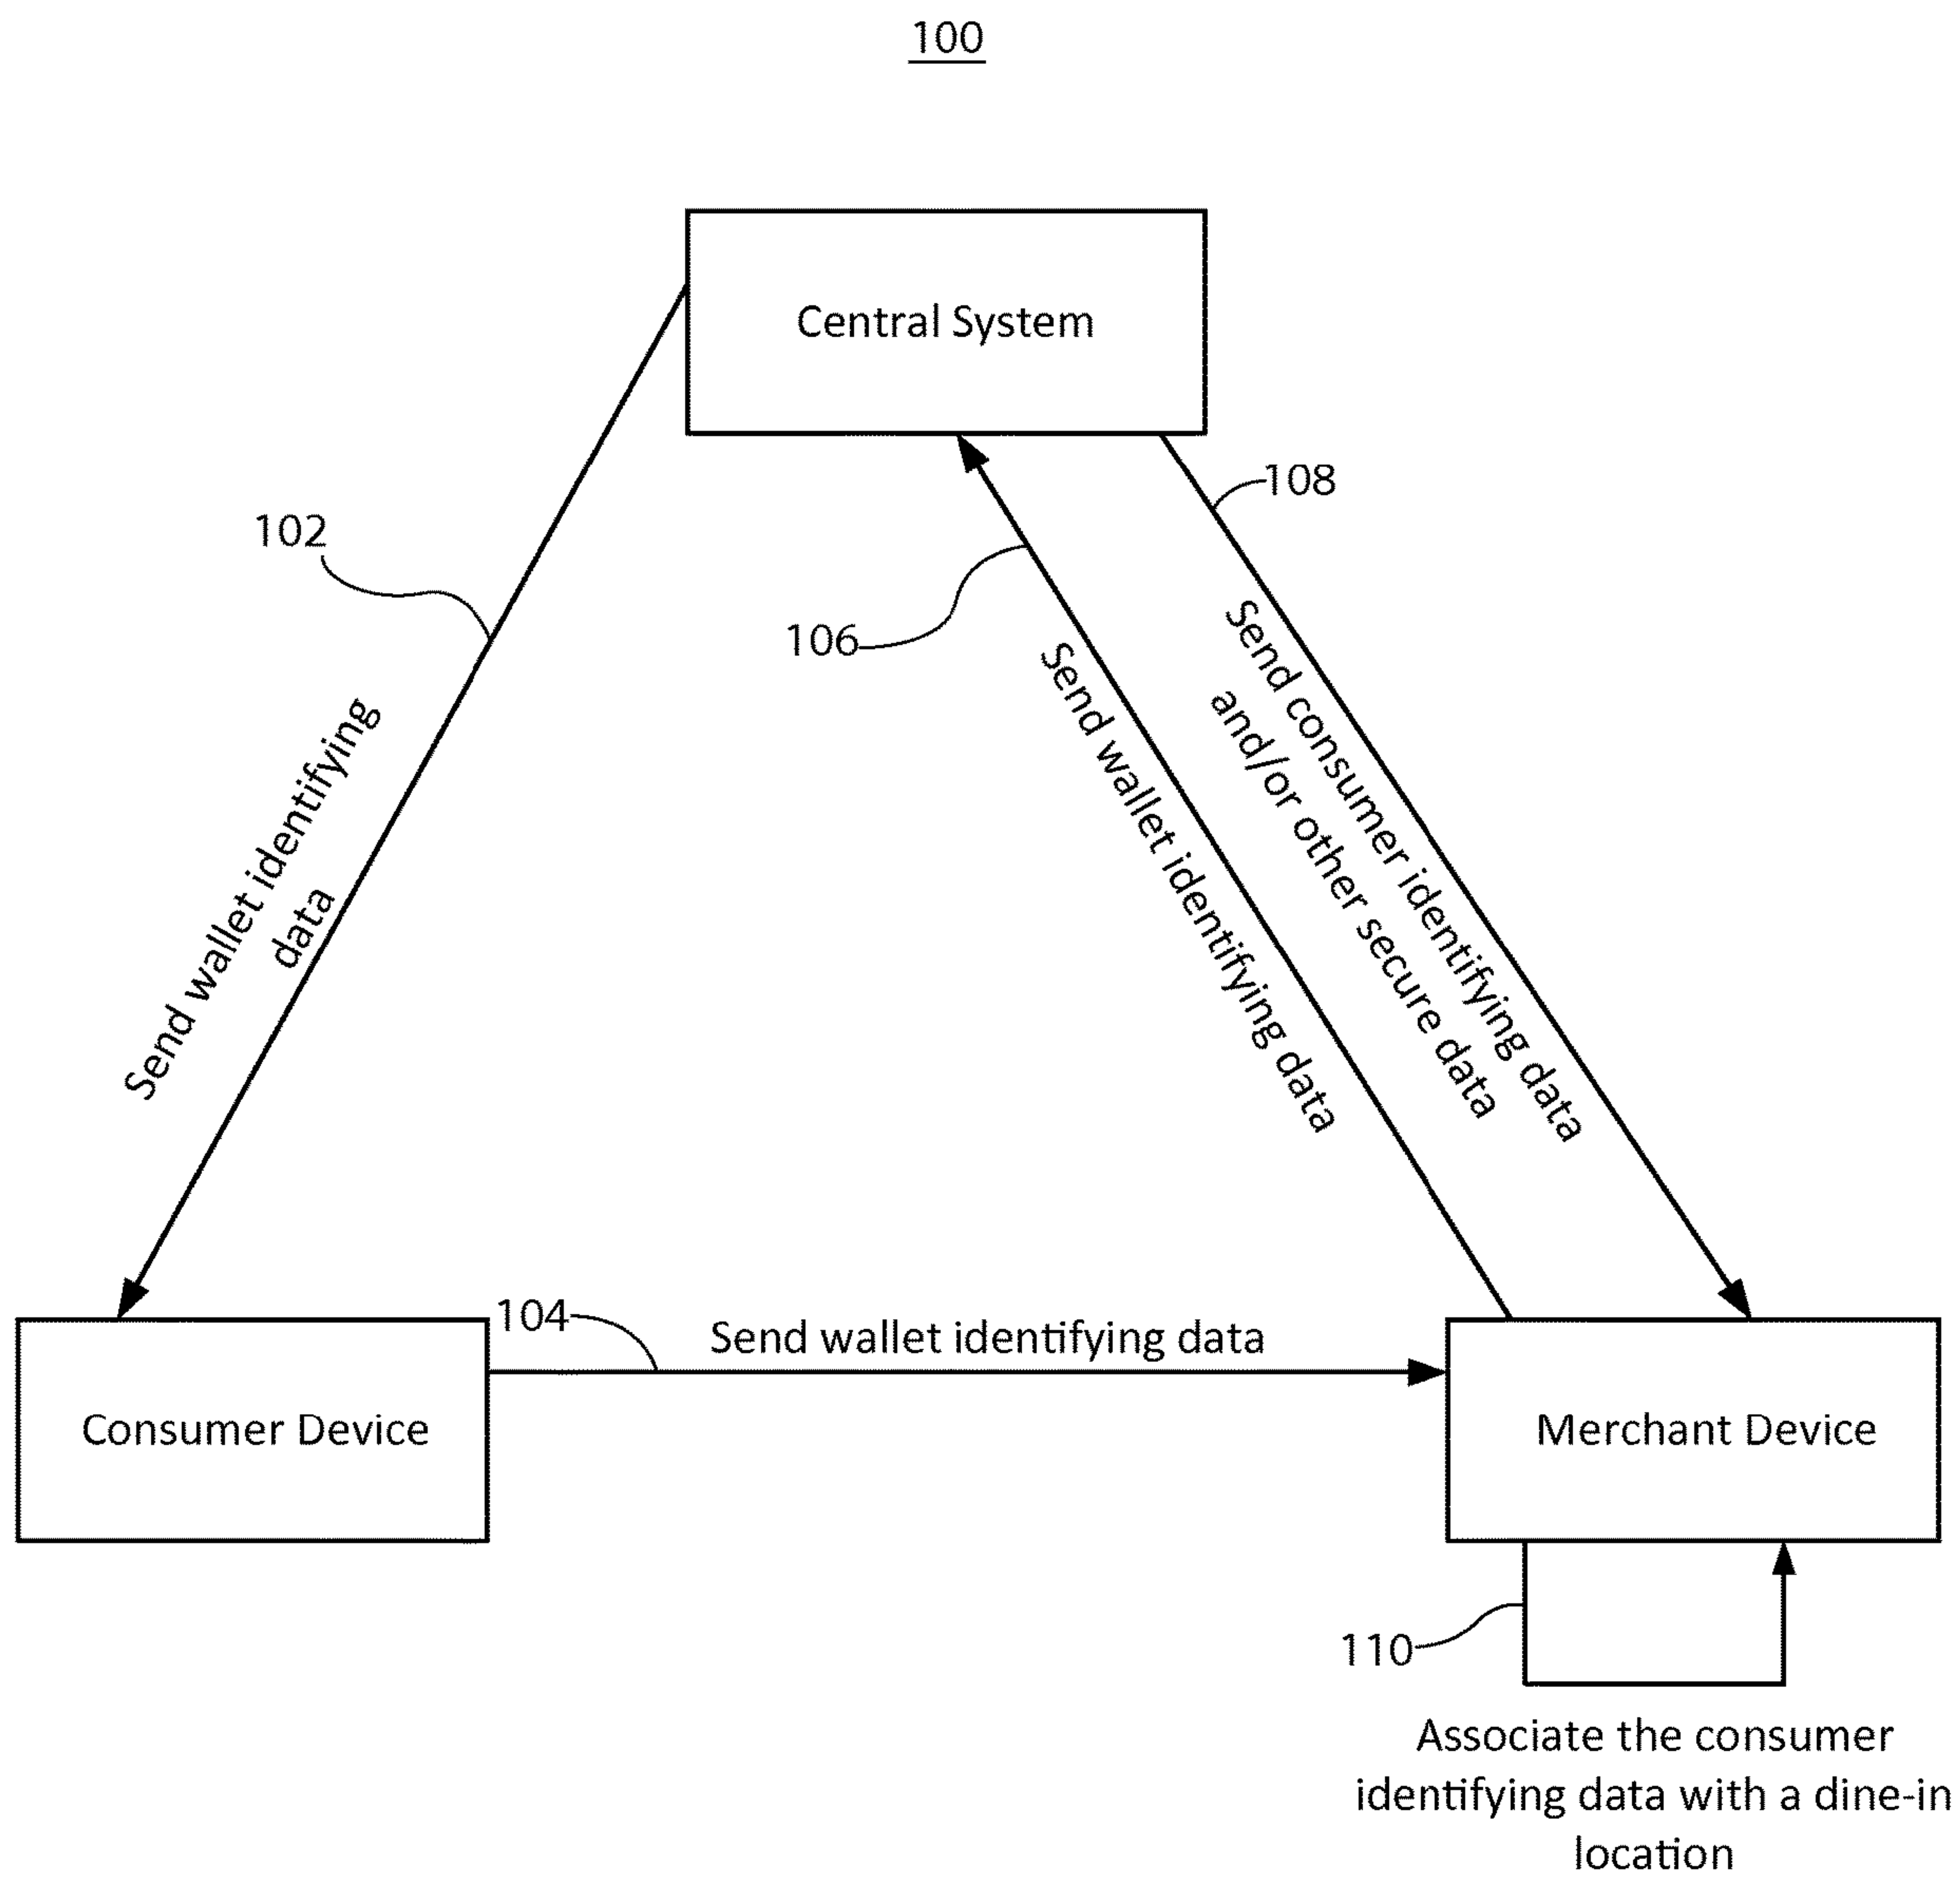 100
Central System
108
102
106
Send wallet identifying
data
Send wallet identifying data
Send consumer identifying data
and/or other secure data
104
Send wallet identifying data
Consumer Device
Merchant Device
110
Associate the consumer
identifying data with a dine-in
location